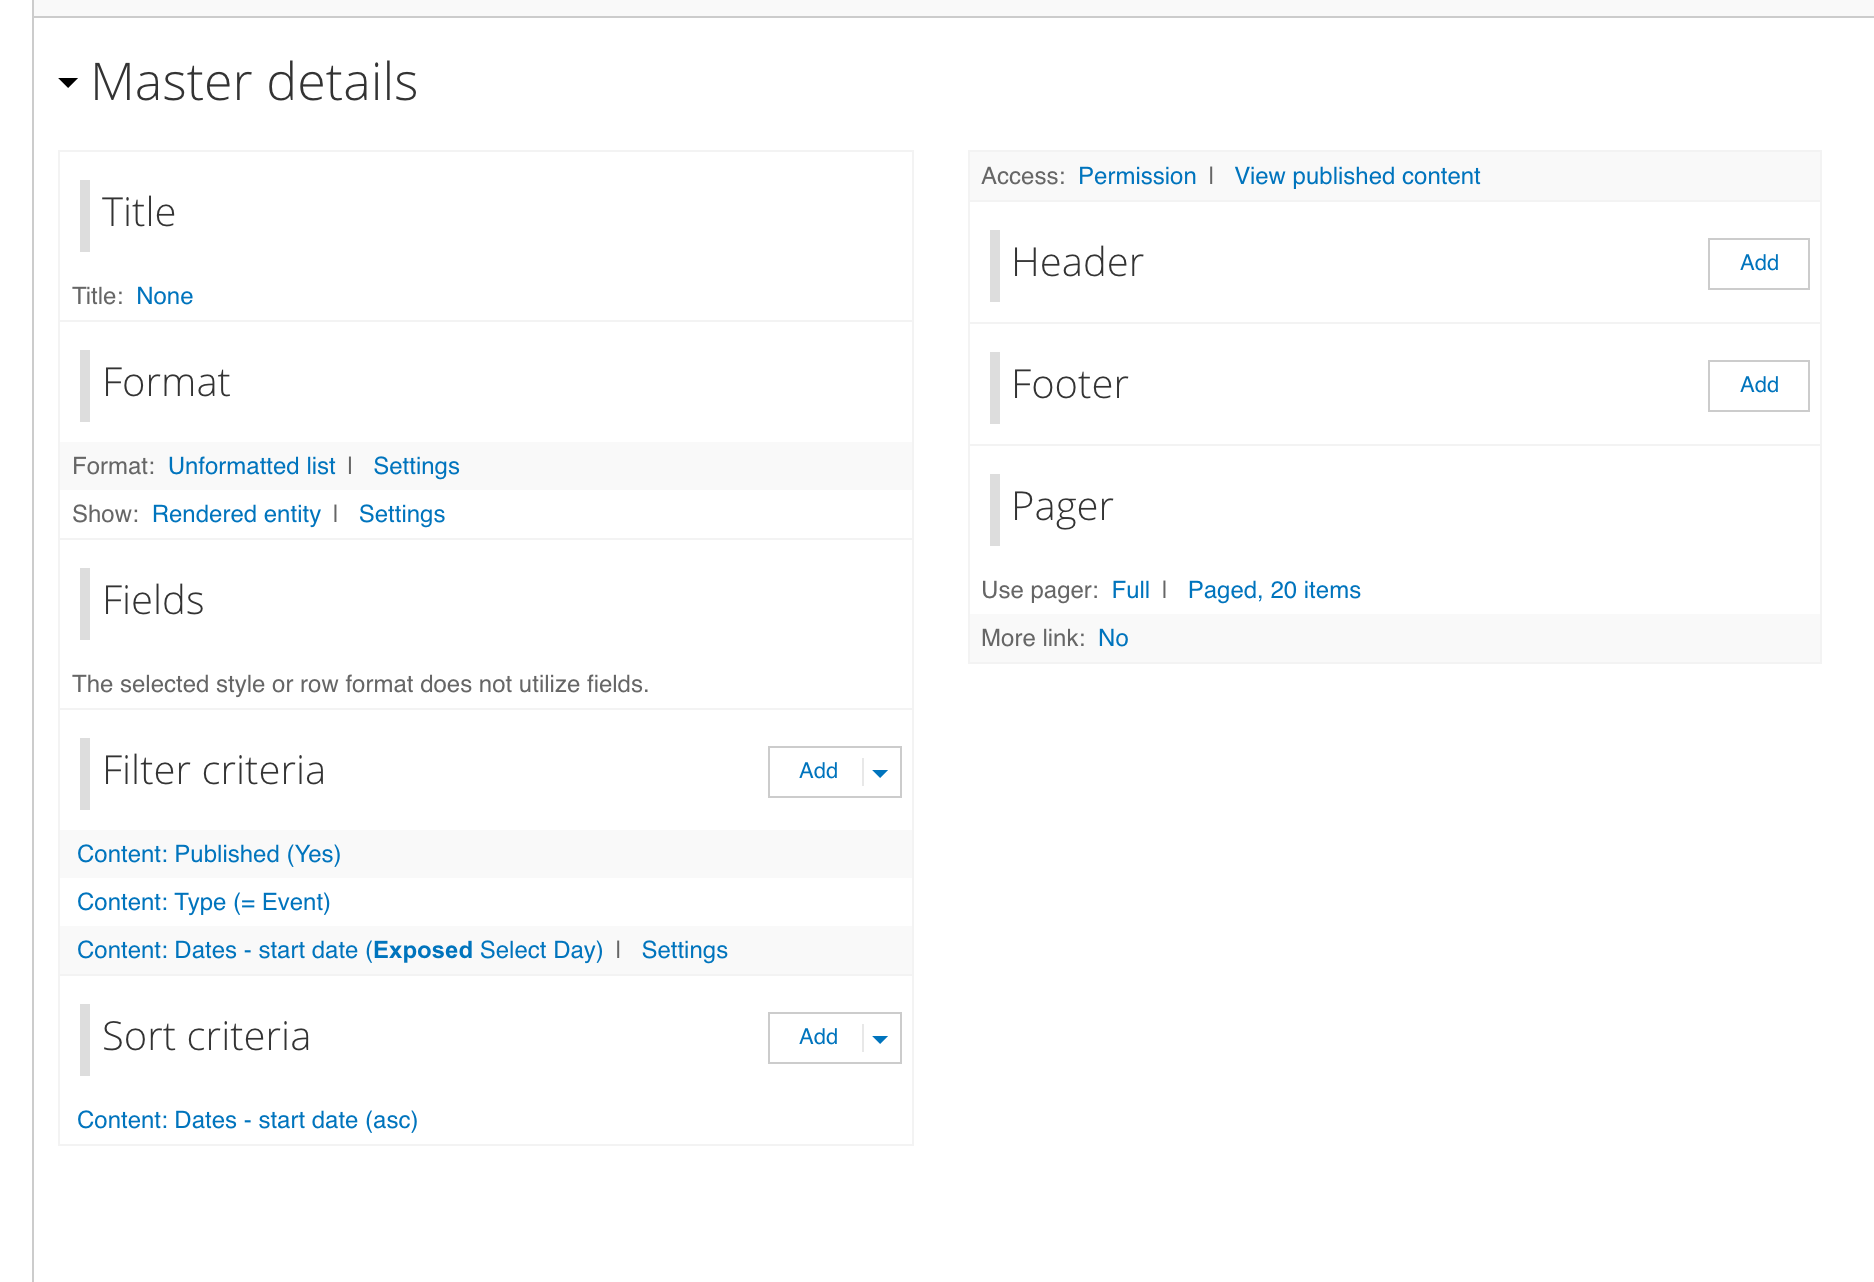 Master details
Title
Title: None
Format
Format: Unformatted list | Settings
Show: Rendered entity | Settings
Fields
The selected style or row format does not utilize fields.
Filter criteria
Add
Content: Published (Yes)
Content: Type (= Event)
Content: Dates - start date (Exposed Select Day) | Settings
Sort criteria
Add
Content: Dates - start date (asc)
Access: Permission | View published content
Header
Add
Footer
Add
Pager
Use pager: Full | Paged, 20 items
More link: No